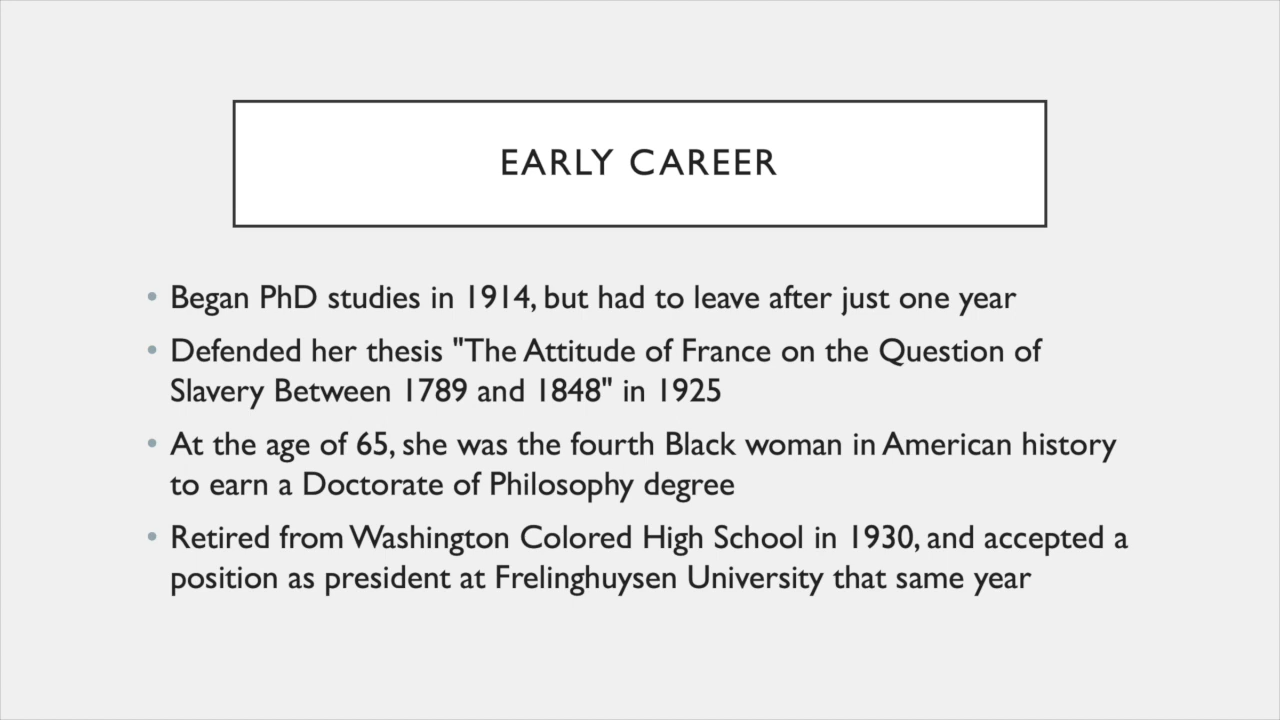 EARLY CAREER
• Began PhD studies in 1914, but had to leave after just one year
• Defended her thesis "The Attitude of France on the Question of
Slavery Between 1789 and 1848" in 1925
• At the age of 65, she was the fourth Black woman in American history
to earn a Doctorate of Philosophy degree
• Retired from Washington Colored High School in 1930, and accepted a
position as president at Frelinghuysen University that same year